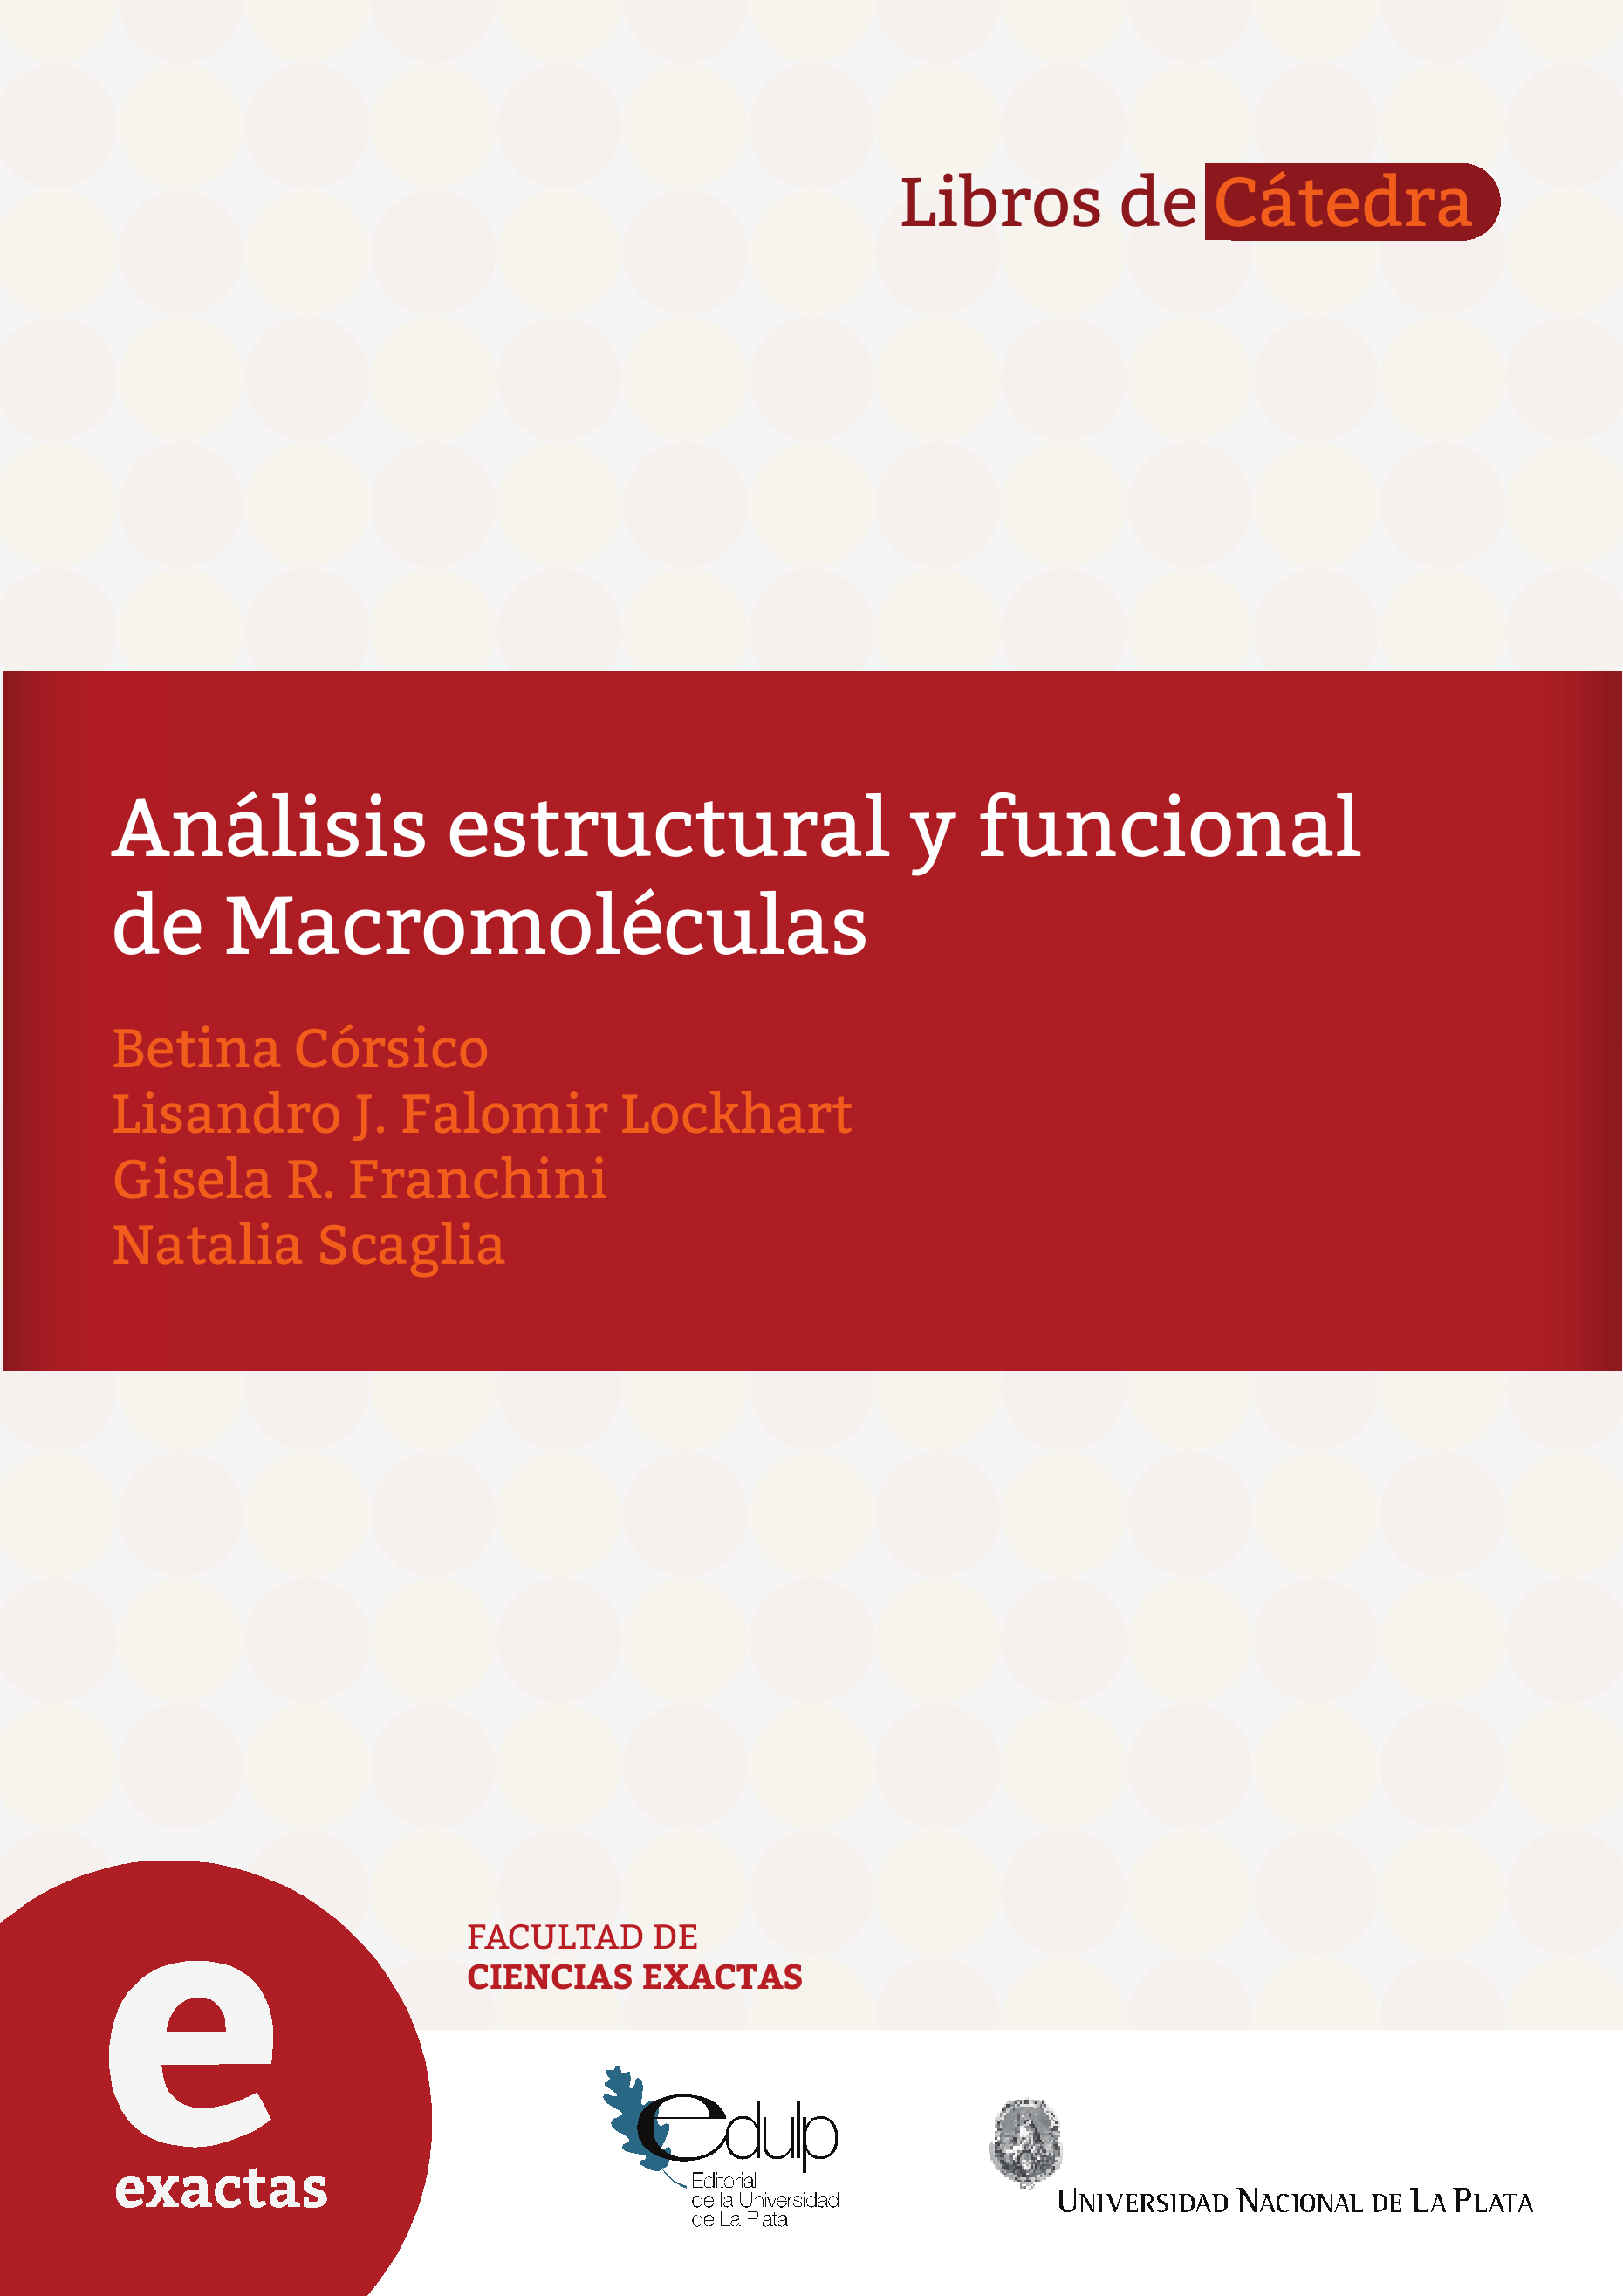 Libros de Cátedra
Análisis estructural y funcional
de Macromoléculas
Betina Córsico
Lisandro J. Falomir Lockhart
Gisela R. Franchini
Natalia Scaglia
FACULTAD DE
CIENCIAS EXACTAS
e
exactas
edulp
Editorial
de la Universidad
de La Plata
UNIVERSIDAD NACIONAL DE LA PLATA